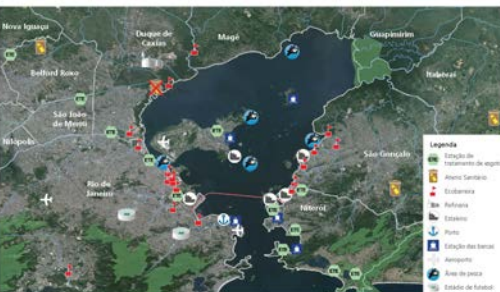 Nova Iguaçu
Duque de
Caxias
Magé
Guapimirim
Belford Roxo
Itaboraí
São João
de Meriti
Nilópolis
São Gonçalo
Rio de
Janeiro
Niterói
Legenda
ETE
Estação de
tratamento de esgoto
Aterro Sanitário
Ecobarreira
Refinaria
Estaleiro
Porto
Estação das barcas
Aeroporto
Área de pesca
Estádio de futebol